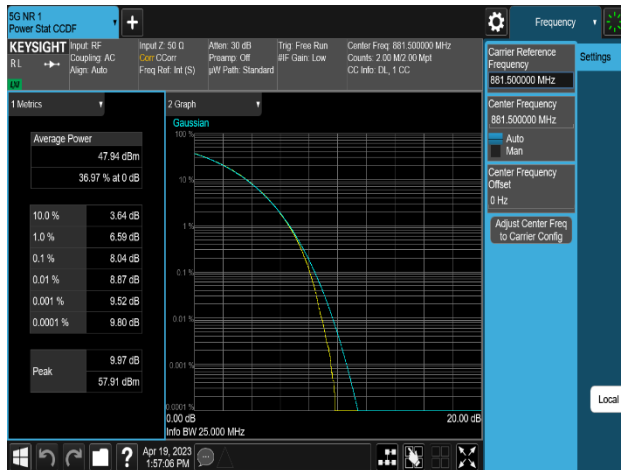 5G NR 1
Power Stat CCDF
Frequency
KEYSIGHT
RL
Input: RF
Coupling: AC
Align: Auto
Input Z: 50 Ω
Corr CCorr
Freq Ref: Int (S)
Atten: 30 dB
Preamp: Off
µW Path: Standard
Trig: Free Run
#IF Gain: Low
Center Freq: 881.500000 MHz
Counts: 2.00 M/2.00 Mpt
CC Info: DL, 1 CC
1 Metrics
Average Power
47.94 dBm
36.97 % at 0 dB
10.0 % 3.64 dB
1.0 % 6.59 dB
0.1 % 8.04 dB
0.01 % 8.87 dB
0.001 % 9.52 dB
0.0001 % 9.80 dB
Peak
9.97 dB
57.91 dBm
2 Graph
Gaussian
100 %
10 %
1 %
0.1 %
0.01 %
0.001 %
0.0001 %
0.00 dB 20.00 dB
Info BW 25.000 MHz
Carrier Reference
Frequency
881.500000 MHz
Center Frequency
881.500000 MHz
Auto
Man
Center Frequency
Offset
0 Hz
Adjust Center Freq
to Carrier Config
Settings
Local
?
Apr 19, 2023
1:57:06 PM